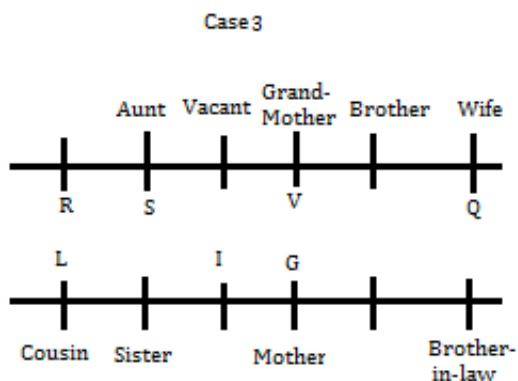 Case 3
Aunt Vacant Grand-
Mother Brother Wife
R S V Q
L I G
Cousin Sister Mother Brother-
in-law